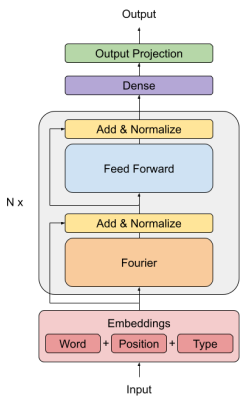 Output
Output Projection
Dense
Add & Normalize
Feed Forward
N x
Add & Normalize
Fourier
Embeddings
Word + Position + Type
Input